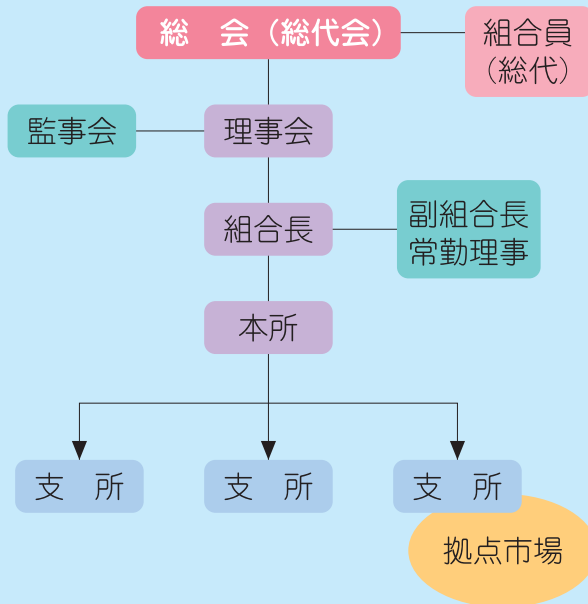 総　会（総代会）
組合員
（総代）
監事会
理事会
組合長
副組合長
常勤理事
本所
支　所
支　所
支　所
拠点市場